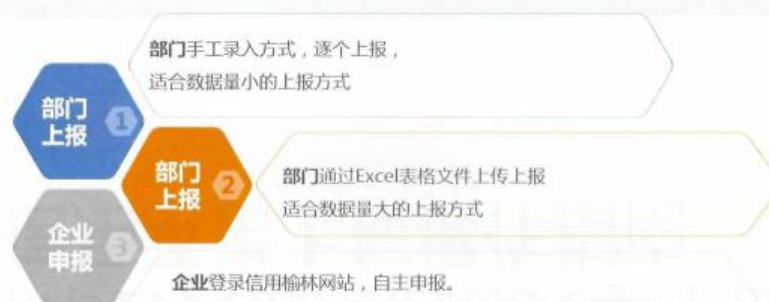 部门手工录入方式，逐个上报，
适合数据量小的上报方式
部门
上报
1
部门
上报
2
部门通过Excel表格文件上传上报
适合数据量大的上报方式
企业
申报
3
企业登录信用榆林网站，自主申报。